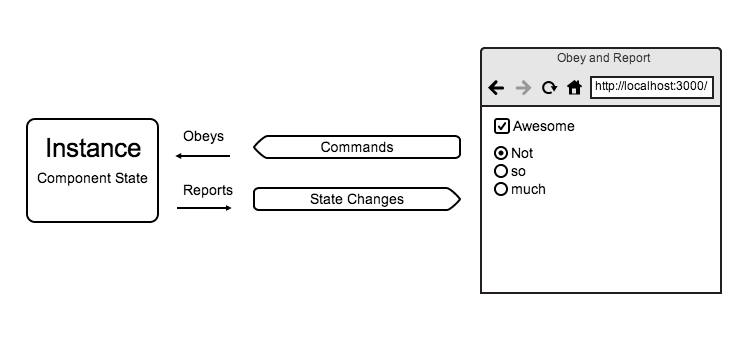 Obey and Report
http://localhost:3000/
Instance
Component State
Obeys
Reports
Commands
State Changes
Awesome
Not
so
much